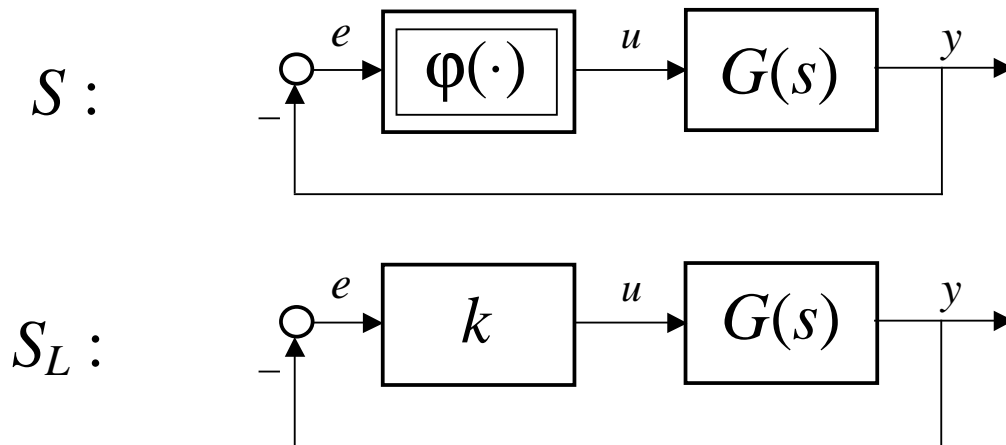 e φ(·) u G(s) y
S :
−
e k u G(s) y
S_L :
−